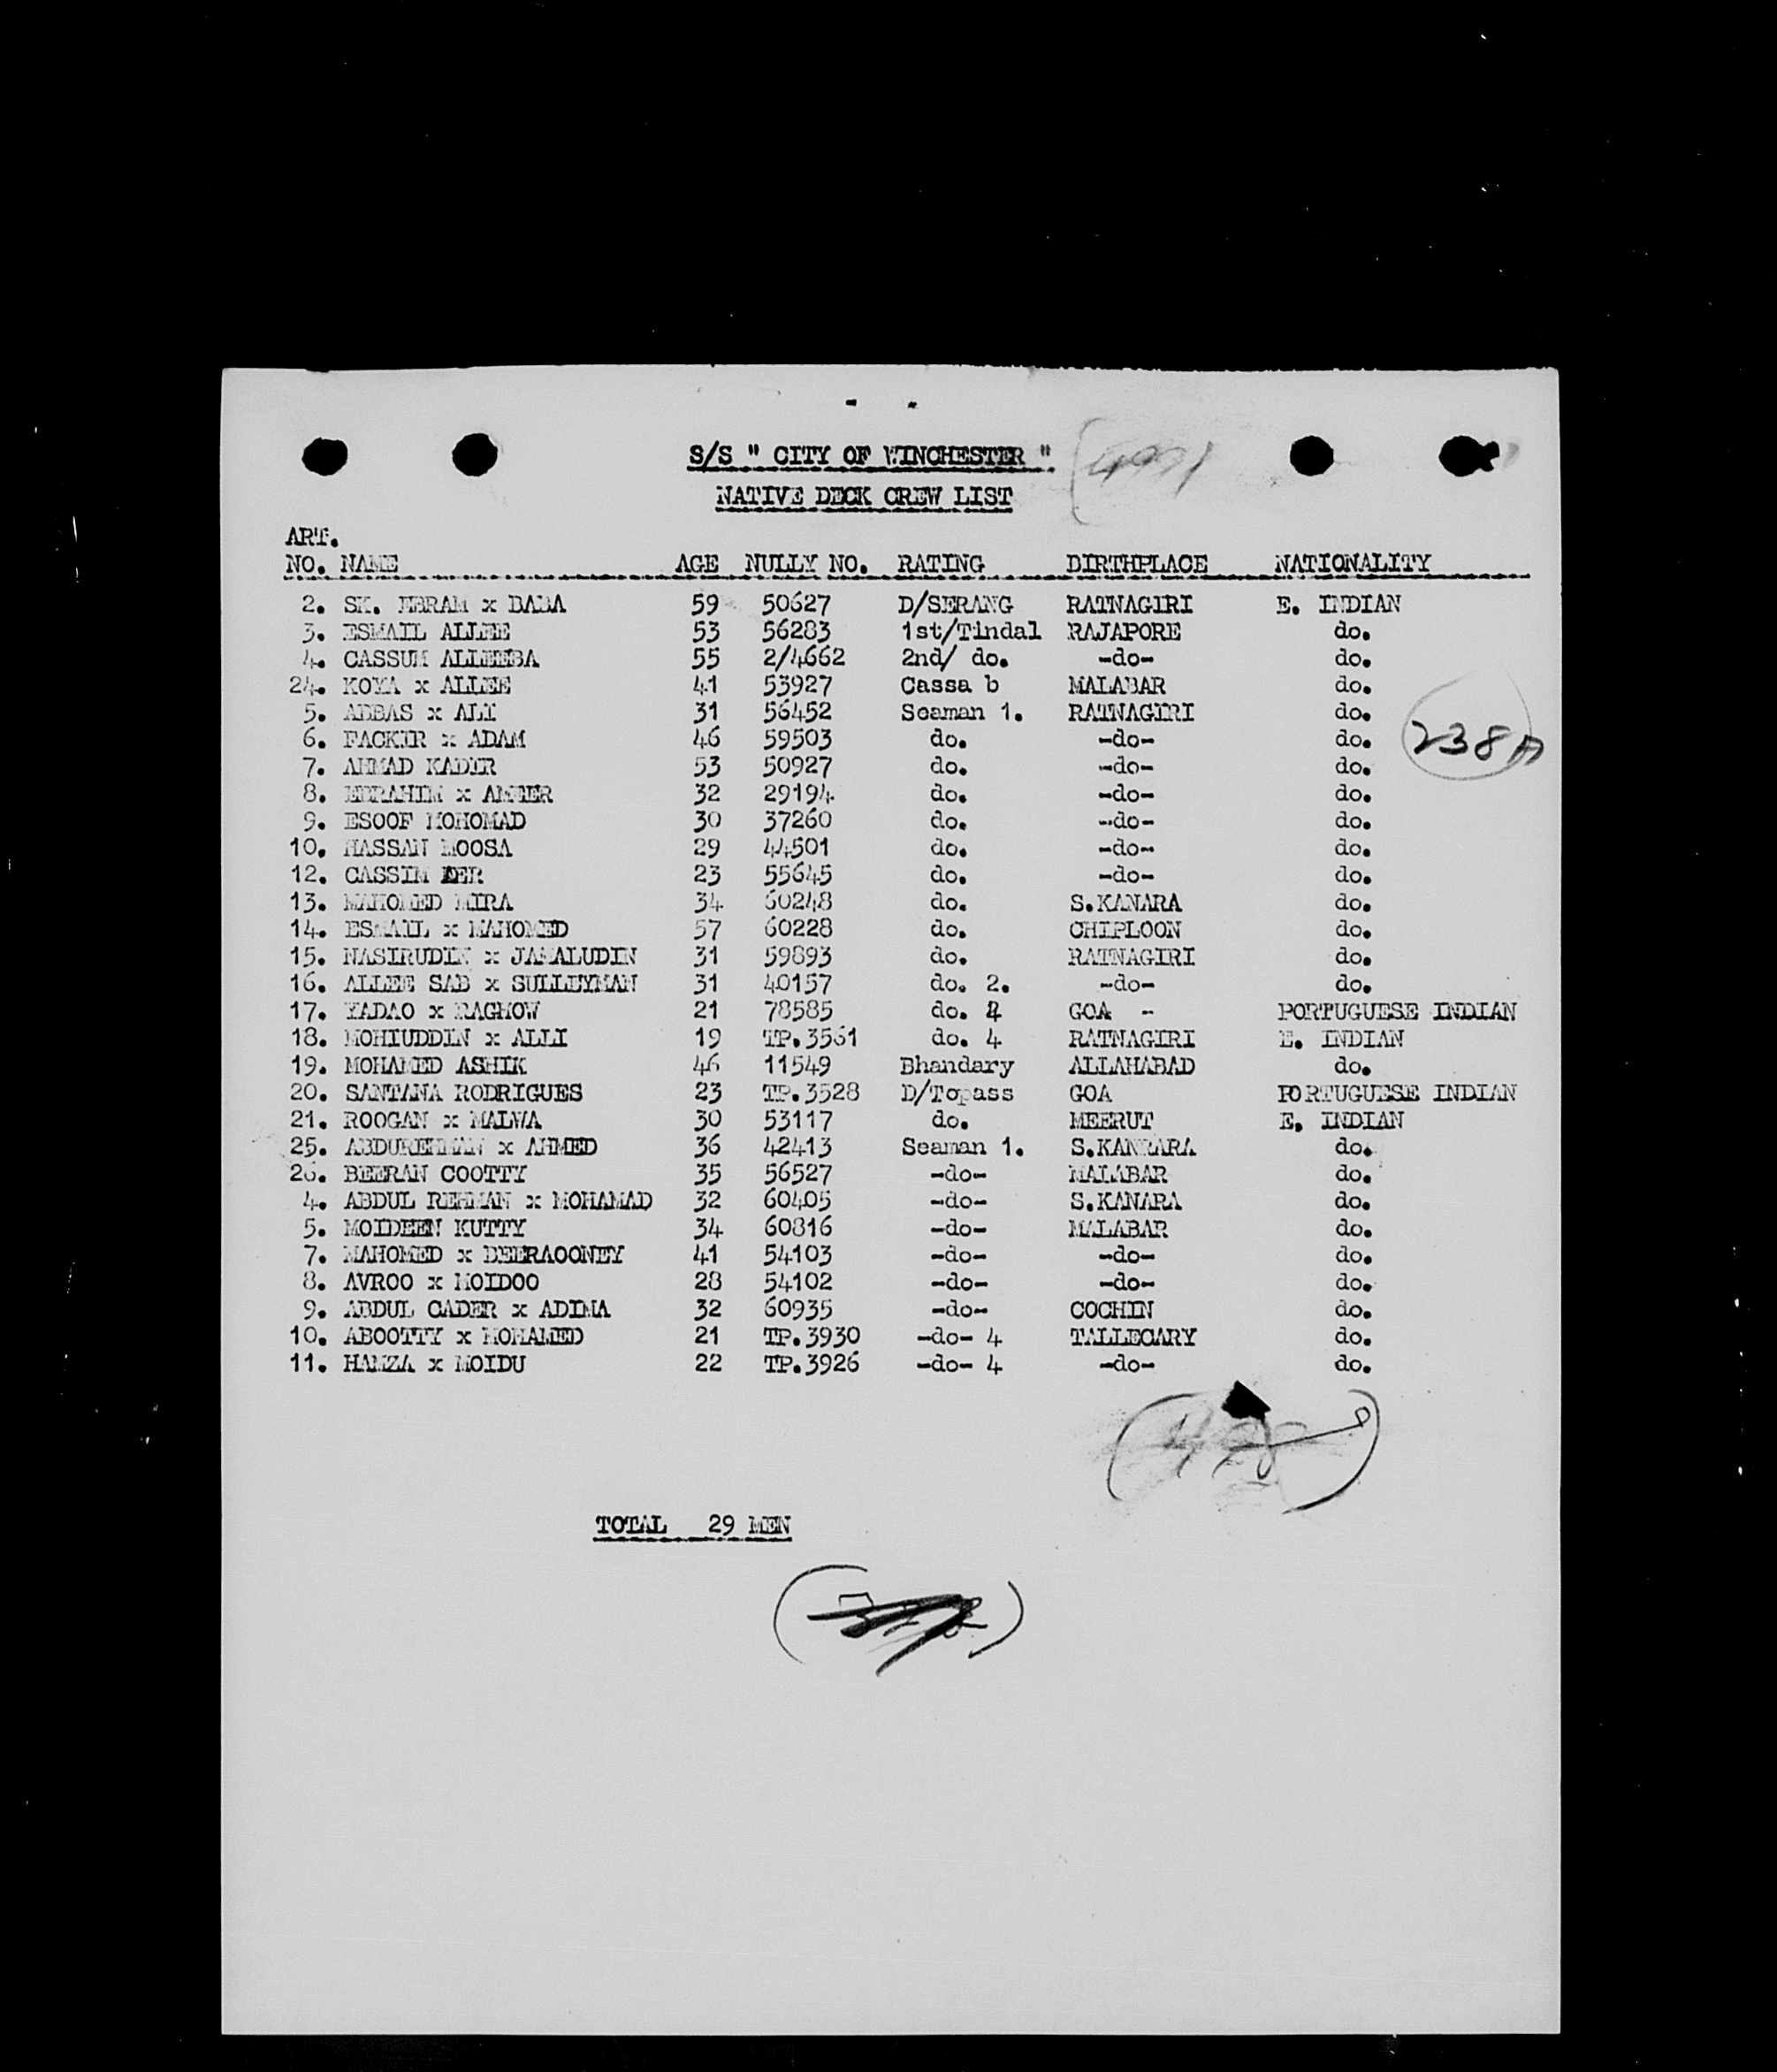 S/S " CITY OF WINCHESTER "
NATIVE DECK CREW LIST
ART.
NO. NAME AGE NULLY NO. RATING BIRTHPLACE NATIONALITY
2. SK. EBRAM x BABA 59 50627 D/SERANG RATNAGIRI E. INDIAN
3. ESMAIL ALLEE 53 56283 1st/Tindal RAJAPORE do.
4. CASSUM ALLEEBA 55 2/4662 2nd/ do. -do- do.
24. KOYA x ALLEE 41 53927 Cassa b MALABAR do.
5. ABBAS x ALI 31 56452 Seaman 1. RATNAGIRI do.
6. FACKIR x ADAM 46 59503 do. -do- do.
7. AHMAD KADIR 53 50927 do. -do- do.
8. EBRAHIM x AMEER 32 29194 do. -do- do.
9. ESOOF MOHOMAD 30 37260 do. -do- do.
10. HASSAN MOOSA 29 44501 do. -do- do.
12. CASSIM DER 23 55645 do. -do- do.
13. MAHOMED MIRA 34 60248 do. S.KANARA do.
14. ESMAIL x MAHOMED 57 60228 do. CHIPLOON do.
15. NASIRUDIN x JAMALUDIN 31 59893 do. RATNAGIRI do.
16. ALLEE SAB x SULLEYMAN 31 40157 do. 2. -do- do.
17. YADAO x RAGHOW 21 78585 do. GOA - PORTUGUESE INDIAN
18. MOHIUDDIN x ALLI 19 TP.3561 do. 4 RATNAGIRI E. INDIAN
19. MOHAMED ASHIK 46 11549 Bhandary ALLAHABAD do.
20. SANTANA RODRIGUES 23 TP.3528 D/Topass GOA PORTUGUESE INDIAN
21. ROOGAN x MALWA 30 53117 do. MEERUT E. INDIAN
25. ABDUREHMAN x AHMED 36 42413 Seaman 1. S.KANRARA do.
26. BEERAN COOTTY 35 56527 -do- MALABAR do.
4. ABDUL REHMAN x MOHAMAD 32 60405 -do- S.KANARA do.
5. MOIDEEN KUTTY 34 60816 -do- MALABAR do.
7. MAHOMED x BEERAOONEY 41 54103 -do- -do- do.
8. AVROO x MOIDOO 28 54102 -do- -do- do.
9. ABDUL CADER x ADIMA 32 60935 -do- COCHIN do.
10. ABOOTTY x MOHAMED 21 TP.3930 -do- 4 TALLECARY do.
11. HAMZA x MOIDU 22 TP.3926 -do- 4 -do- do.
238A
TOTAL 29 MEN